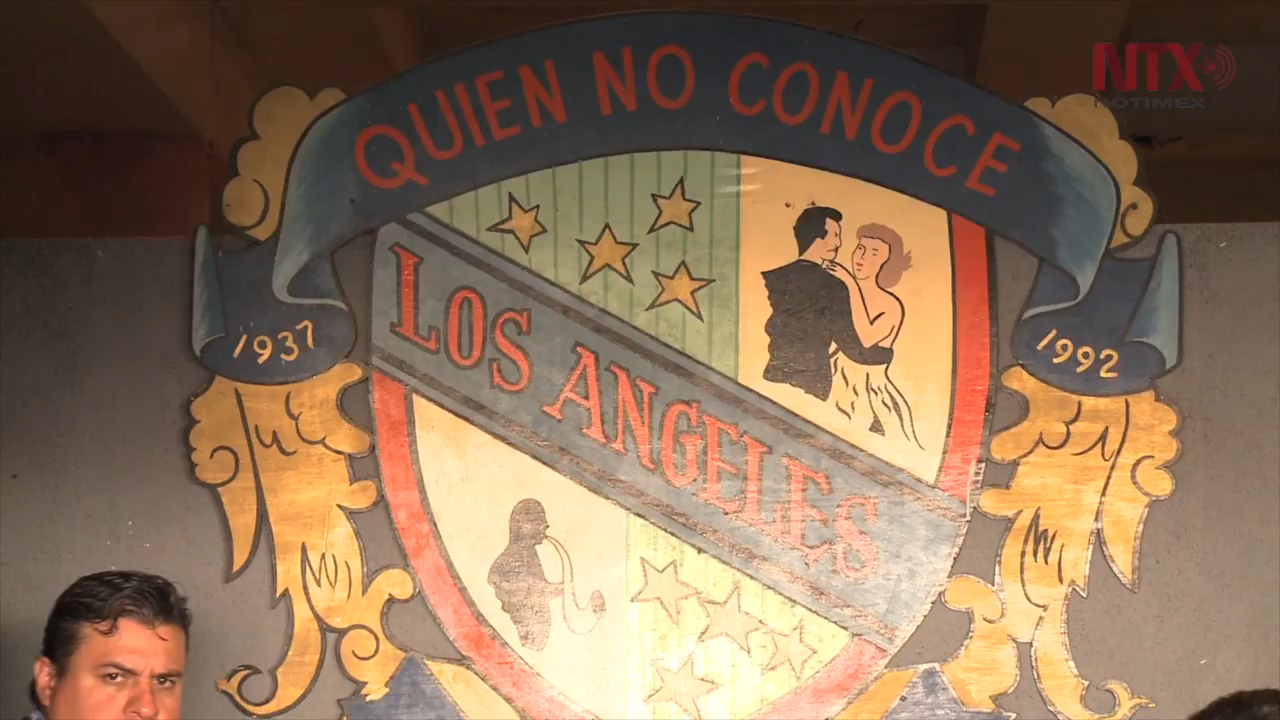 QUIEN NO CONOCE
NTX
NOTIMEX
LOS ANGELES
1937
1992